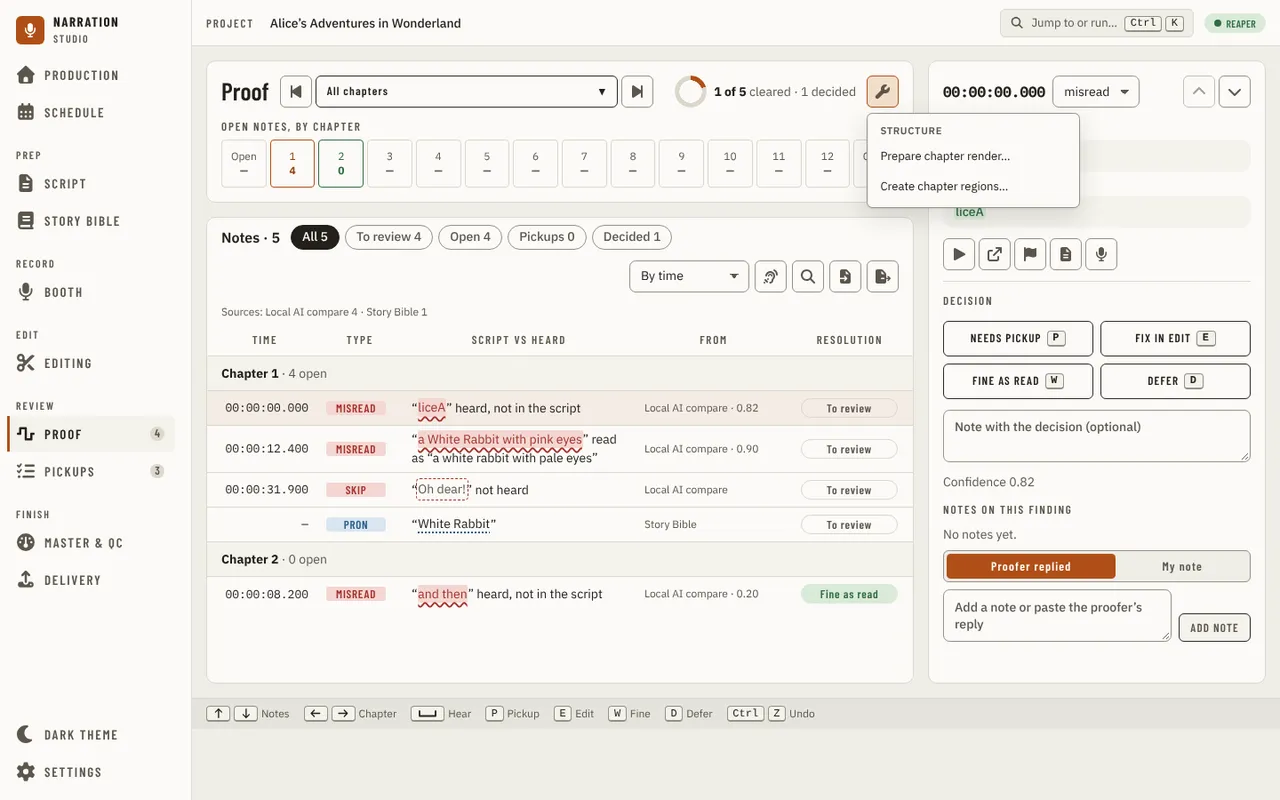 NARRATION
STUDIO
PRODUCTION
SCHEDULE
PREP
SCRIPT
STORY BIBLE
RECORD
BOOTH
EDIT
EDITING
REVIEW
PROOF 4
PICKUPS 3
FINISH
MASTER & QC
DELIVERY
DARK THEME
SETTINGS
PROJECT Alice’s Adventures in Wonderland
Jump to or run... Ctrl K
REAPER
Proof
All chapters
1 of 5 cleared · 1 decided
OPEN NOTES, BY CHAPTER
Open 1 2 3 4 5 6 7 8 9 10 11 12
– 4 0 – – – – – – – – – –
STRUCTURE
Prepare chapter render...
Create chapter regions...
Notes · 5 All 5 To review 4 Open 4 Pickups 0 Decided 1
By time
Sources: Local AI compare 4 · Story Bible 1
TIME TYPE SCRIPT VS HEARD FROM RESOLUTION
Chapter 1 · 4 open
00:00:00.000 MISREAD “liceA” heard, not in the script Local AI compare · 0.82 To review
00:00:12.400 MISREAD “a White Rabbit with pink eyes” read
as “a white rabbit with pale eyes” Local AI compare · 0.90 To review
00:00:31.900 SKIP “Oh dear!” not heard Local AI compare To review
– PRON “White Rabbit” Story Bible To review
Chapter 2 · 0 open
00:00:08.200 MISREAD “and then” heard, not in the script Local AI compare · 0.20 Fine as read
00:00:00.000 misread
liceA
DECISION
NEEDS PICKUP P FIX IN EDIT E
FINE AS READ W DEFER D
Note with the decision (optional)
Confidence 0.82
NOTES ON THIS FINDING
No notes yet.
Proofer replied My note
Add a note or paste the proofer’s
reply
ADD NOTE
↑ ↓ Notes ← → Chapter Hear P Pickup E Edit W Fine D Defer Ctrl Z Undo